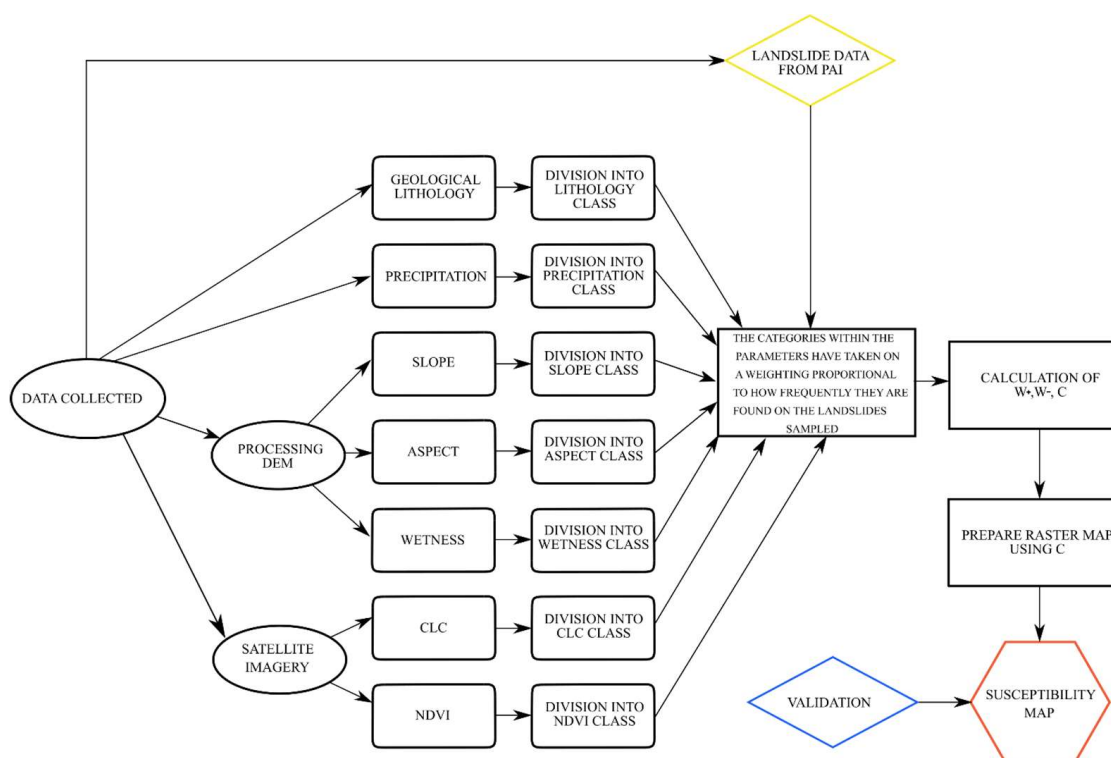 LANDSLIDE DATA
FROM PAI
GEOLOGICAL
LITHOLOGY
DIVISION INTO
LITHOLOGY
CLASS
PRECIPITATION
DIVISION INTO
PRECIPITATION
CLASS
SLOPE
DIVISION INTO
SLOPE CLASS
THE CATEGORIES WITHIN THE
PARAMETERS HAVE TAKEN ON
A WEIGHTING PROPORTIONAL
TO HOW FREQUENTLY THEY ARE
FOUND ON THE LANDSLIDES
SAMPLED
CALCULATION OF
W+,W-, C
DATA COLLECTED
PROCESSING
DEM
ASPECT
DIVISION INTO
ASPECT CLASS
WETNESS
DIVISION INTO
WETNESS CLASS
PREPARE RASTER MAP
USING C
SATELLITE
IMAGERY
CLC
DIVISION INTO
CLC CLASS
NDVI
DIVISION INTO
NDVI CLASS
VALIDATION
SUSCEPTIBILITY
MAP